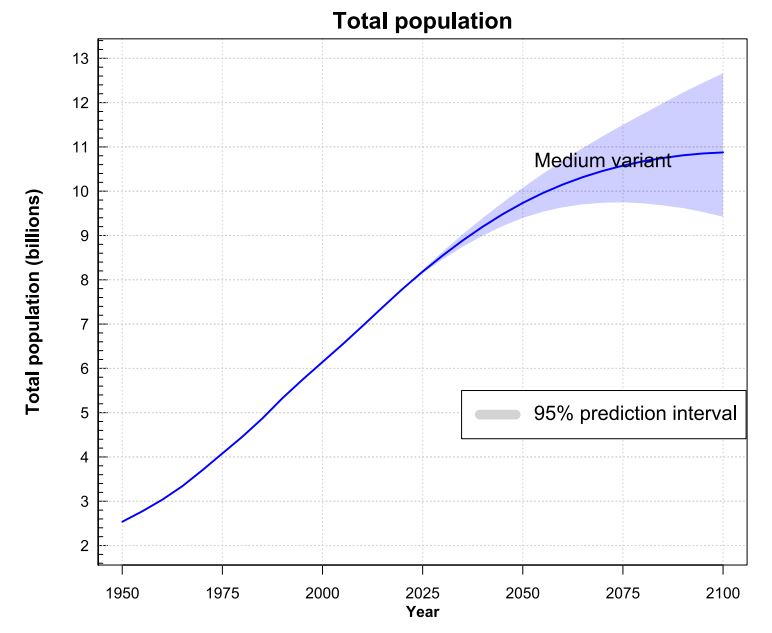 Total population
Total population (billions)
13
12
11
10
9
8
7
6
5
4
3
2
Medium variant
95% prediction interval
1950 1975 2000 2025 2050 2075 2100
Year